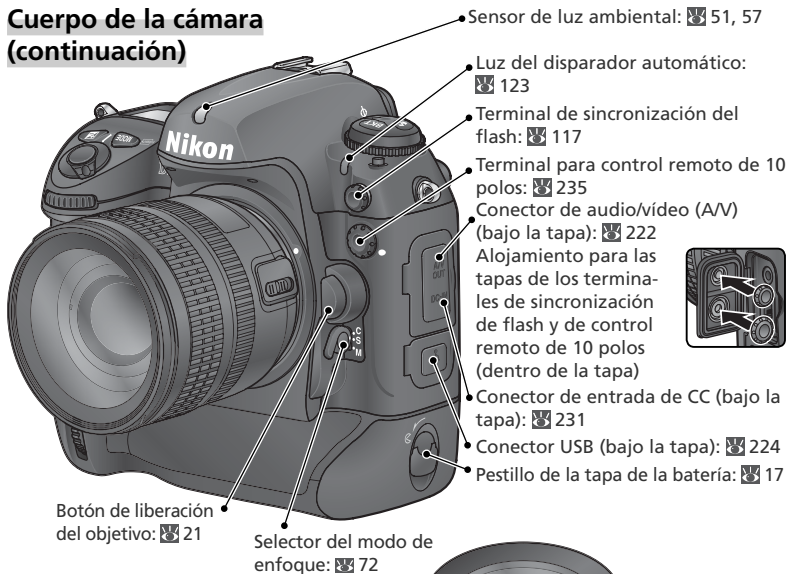 Cuerpo de la cámara
(continuación)
Sensor de luz ambiental: 51, 57
Luz del disparador automático:
123
Terminal de sincronización del
flash: 117
Terminal para control remoto de 10
polos: 235
Conector de audio/vídeo (A/V)
(bajo la tapa): 222
Alojamiento para las
tapas de los termina-
les de sincronización
de flash y de control
remoto de 10 polos
(dentro de la tapa)
Conector de entrada de CC (bajo la
tapa): 231
Conector USB (bajo la tapa): 224
Pestillo de la tapa de la batería: 17
Botón de liberación
del objetivo: 21
Selector del modo de
enfoque: 72
Nikon
A/V
OUT
C
S
M